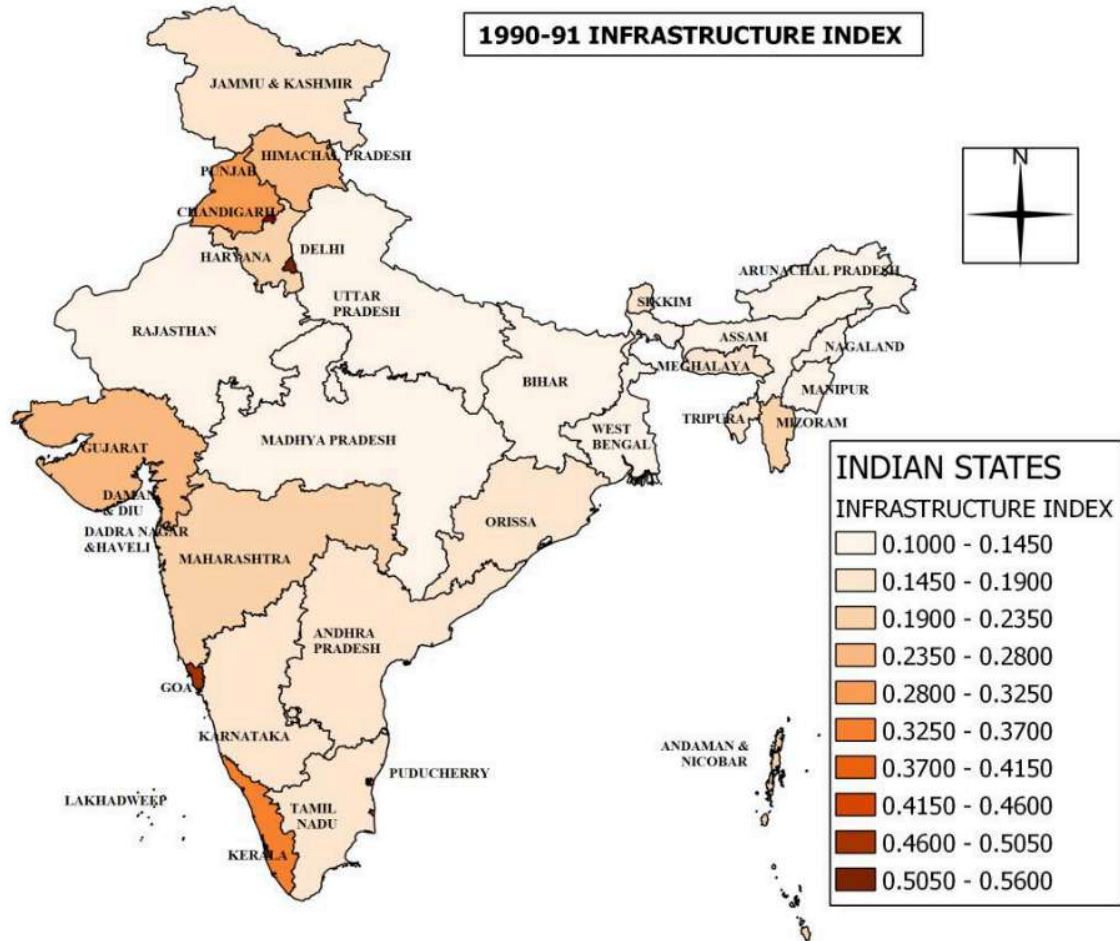 1990-91 INFRASTRUCTURE INDEX
JAMMU & KASHMIR
HIMACHAL PRADESH
PUNJAB
CHANDIGARH
HARYANA
DELHI
N
ARUNACHAL PRADESH
SIKKIM
UTTAR
PRADESH
RAJASTHAN
ASSAM
NAGALAND
MEGHALAYA
BIHAR
MANIPUR
TRIPURA
MIZORAM
WEST
BENGAL
MADHYA PRADESH
GUJARAT
DAMAN
& DIU
DADRA NAGAR
&HAVELI
MAHARASHTRA
ORISSA
ANDHRA
PRADESH
GOA
KARNATAKA
PUDUCHERRY
ANDAMAN &
NICOBAR
LAKHADWEEP
TAMIL
NADU
KERALA
INDIAN STATES
INFRASTRUCTURE INDEX
0.1000 - 0.1450
0.1450 - 0.1900
0.1900 - 0.2350
0.2350 - 0.2800
0.2800 - 0.3250
0.3250 - 0.3700
0.3700 - 0.4150
0.4150 - 0.4600
0.4600 - 0.5050
0.5050 - 0.5600